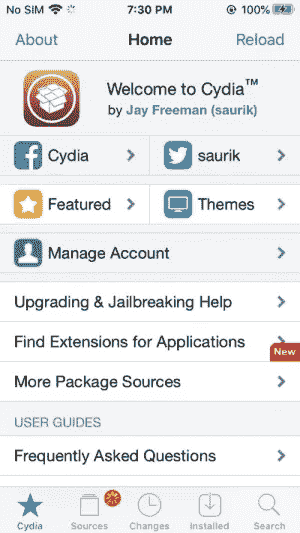 No SIM 7:30 PM 100%
About Home Reload
Welcome to Cydia™
by Jay Freeman (saurik)
Cydia saurik
Featured Themes
Manage Account
Upgrading & Jailbreaking Help
Find Extensions for Applications
New
More Package Sources
USER GUIDES
Frequently Asked Questions
Cydia Sources Changes Installed Search